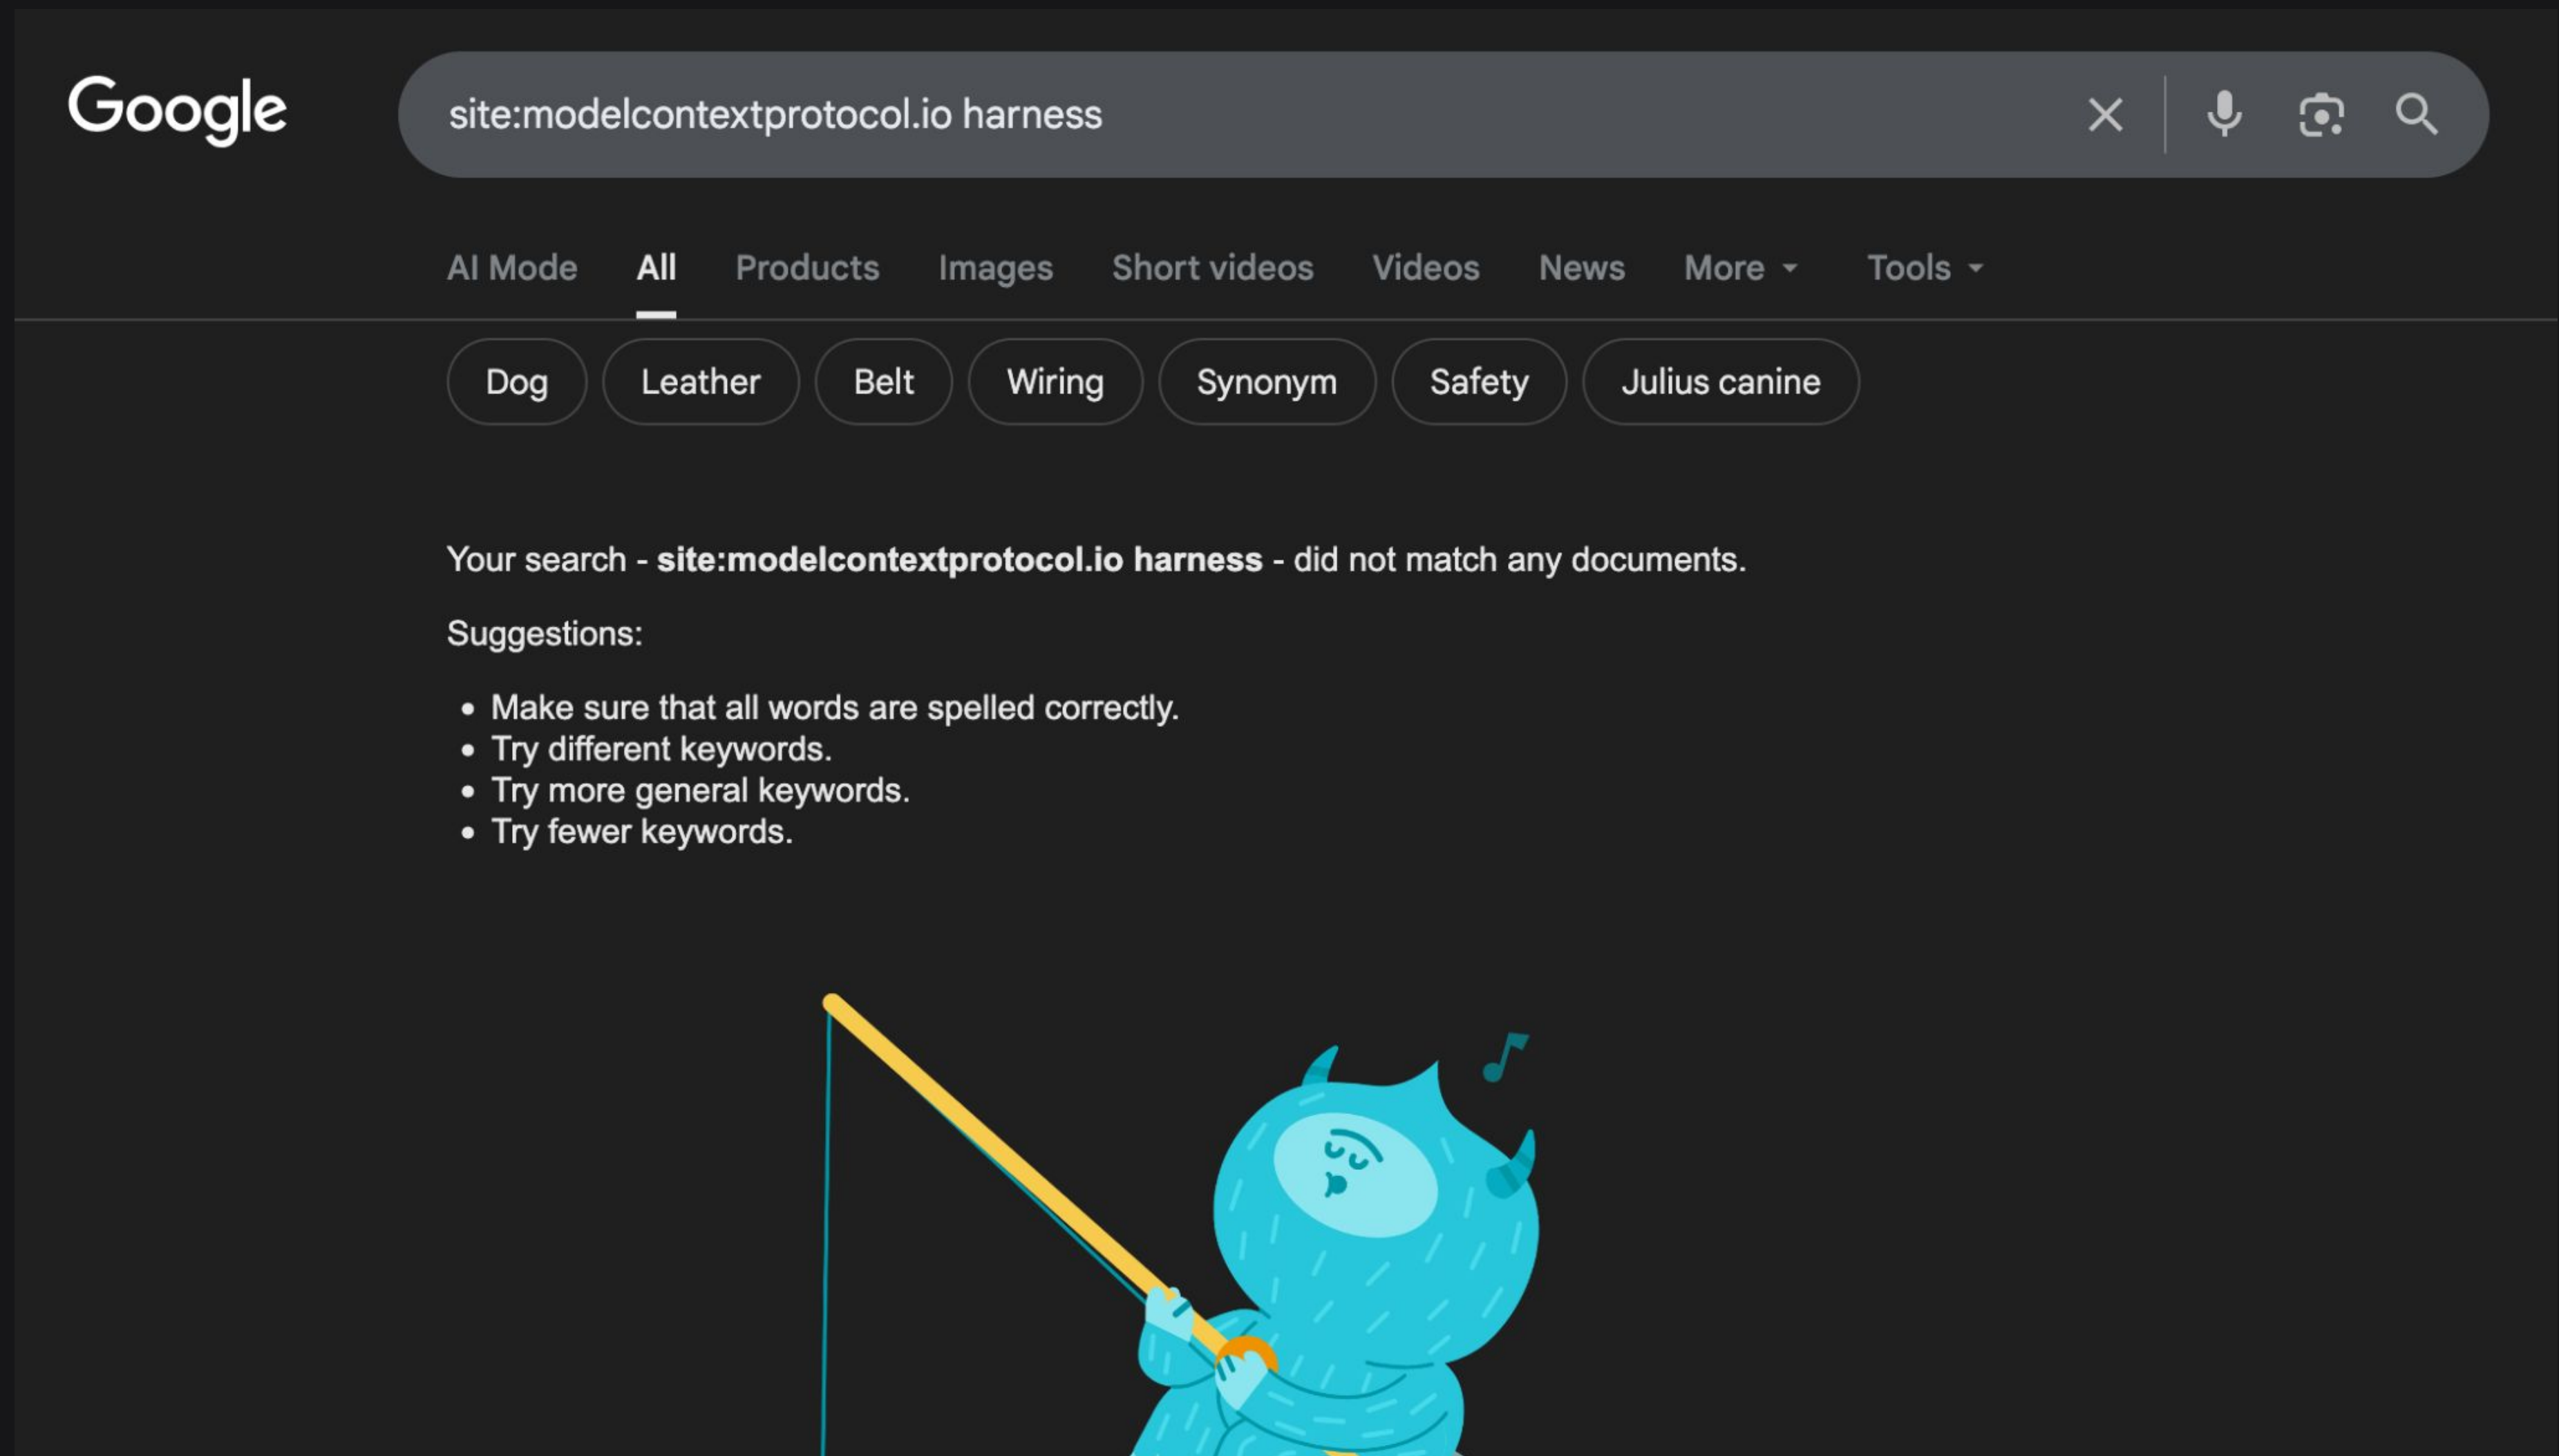 Google
site:modelcontextprotocol.io harness
AI Mode All Products Images Short videos Videos News More Tools
Dog Leather Belt Wiring Synonym Safety Julius canine
Your search - site:modelcontextprotocol.io harness - did not match any documents.
Suggestions:
• Make sure that all words are spelled correctly.
• Try different keywords.
• Try more general keywords.
• Try fewer keywords.